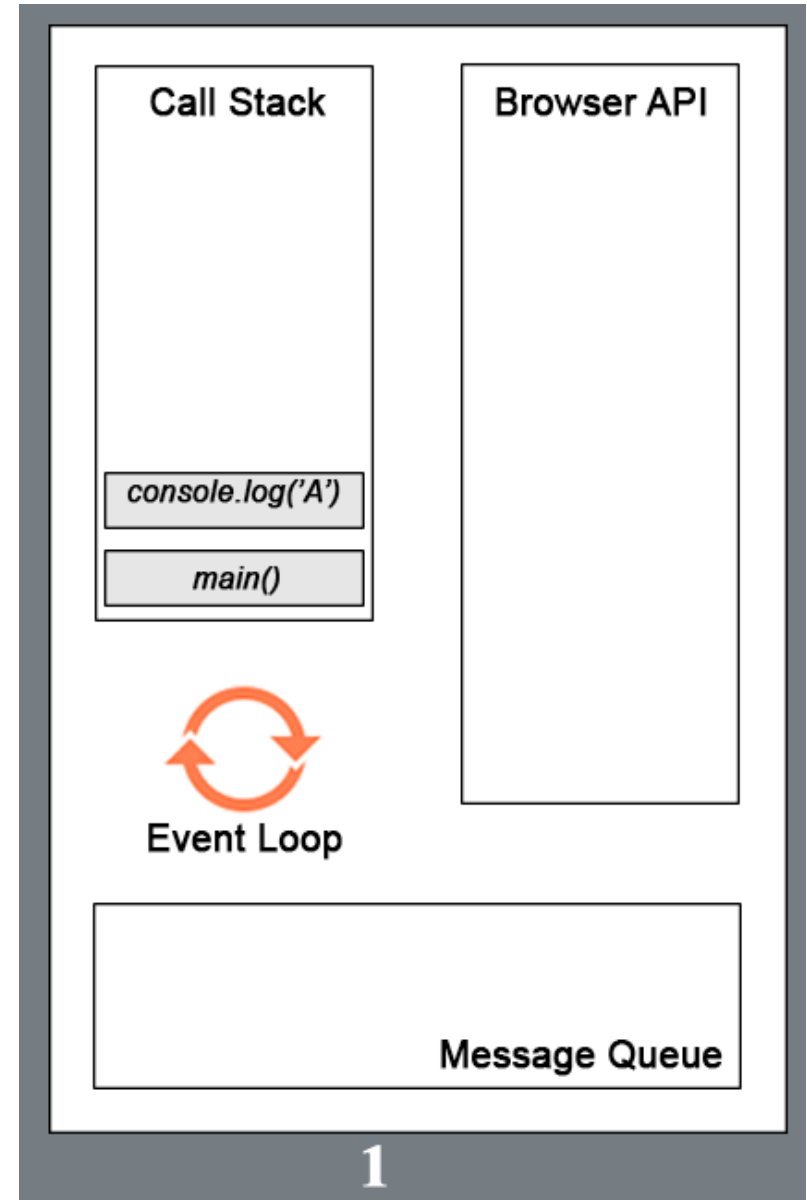 Call Stack
Browser API
console.log(’A’)
main()
Event Loop
Message Queue
1